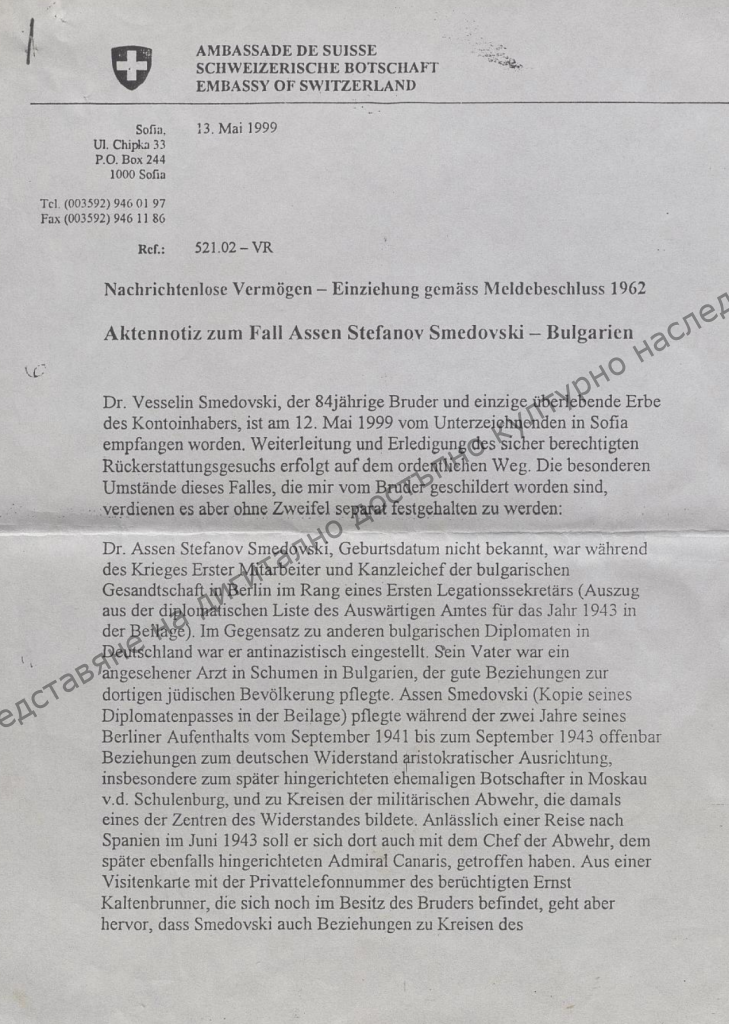 AMBASSADE DE SUISSE
SCHWEIZERISCHE BOTSCHAFT
EMBASSY OF SWITZERLAND
Sofia, 13. Mai 1999
Ul. Chipka 33
P.O. Box 244
1000 Sofia
Tel. (003592) 946 01 97
Fax (003592) 946 11 86
Ref.: 521.02 – VR
Nachrichtenlose Vermögen – Einziehung gemäss Meldebeschluss 1962
Aktennotiz zum Fall Assen Stefanov Smedovski – Bulgarien
Dr. Vesselin Smedovski, der 84jährige Bruder und einzige überlebende Erbe
des Kontoinhabers, ist am 12. Mai 1999 vom Unterzeichnenden in Sofia
empfangen worden. Weiterleitung und Erledigung des sicher berechtigten
Rückerstattungsgesuchs erfolgt auf dem ordentlichen Weg. Die besonderen
Umstände dieses Falles, die mir vom Bruder geschildert worden sind,
verdienen es aber ohne Zweifel separat festgehalten zu werden:
Dr. Assen Stefanov Smedovski, Geburtsdatum nicht bekannt, war während
des Krieges Erster Mitarbeiter und Kanzleichef der bulgarischen
Gesandtschaft in Berlin im Rang eines Ersten Legationssekretärs (Auszug
aus der diplomatischen Liste des Auswärtigen Amtes für das Jahr 1943 in
der Beilage). Im Gegensatz zu anderen bulgarischen Diplomaten in
Deutschland war er antinazistisch eingestellt. Sein Vater war ein
angesehener Arzt in Schumen in Bulgarien, der gute Beziehungen zur
dortigen jüdischen Bevölkerung pflegte. Assen Smedovski (Kopie seines
Diplomatenpasses in der Beilage) pflegte während der zwei Jahre seines
Berliner Aufenthalts vom September 1941 bis zum September 1943 offenbar
Beziehungen zum deutschen Widerstand aristokratischer Ausrichtung,
insbesondere zum später hingerichteten ehemaligen Botschafter in Moskau
v.d. Schulenburg, und zu Kreisen der militärischen Abwehr, die damals
eines der Zentren des Widerstandes bildete. Anlässlich einer Reise nach
Spanien im Juni 1943 soll er sich dort auch mit dem Chef der Abwehr, dem
später ebenfalls hingerichteten Admiral Canaris, getroffen haben. Aus einer
Visitenkarte mit der Privattelefonnummer des berüchtigten Ernst
Kaltenbrunner, die sich noch im Besitz des Bruders befindet, geht aber
hervor, dass Smedovski auch Beziehungen zu Kreisen des
едставяне на дигитално достъпно културно наслед